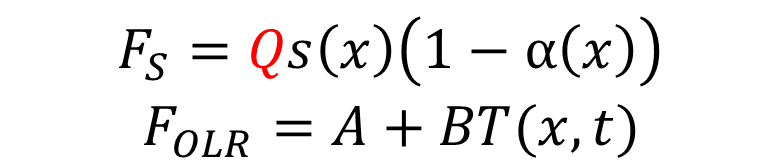 F_S = Qs(x)(1 − α(x))
F_OLR = A + BT(x, t)